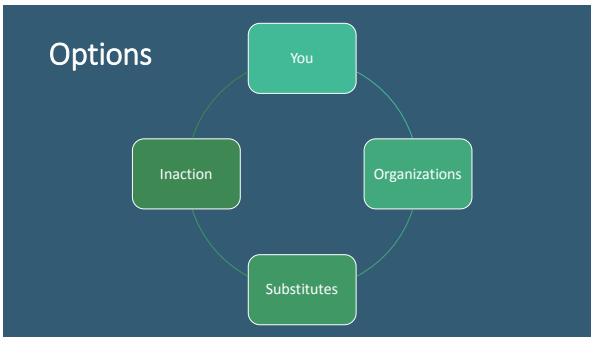 Options
You
Inaction
Organizations
Substitutes